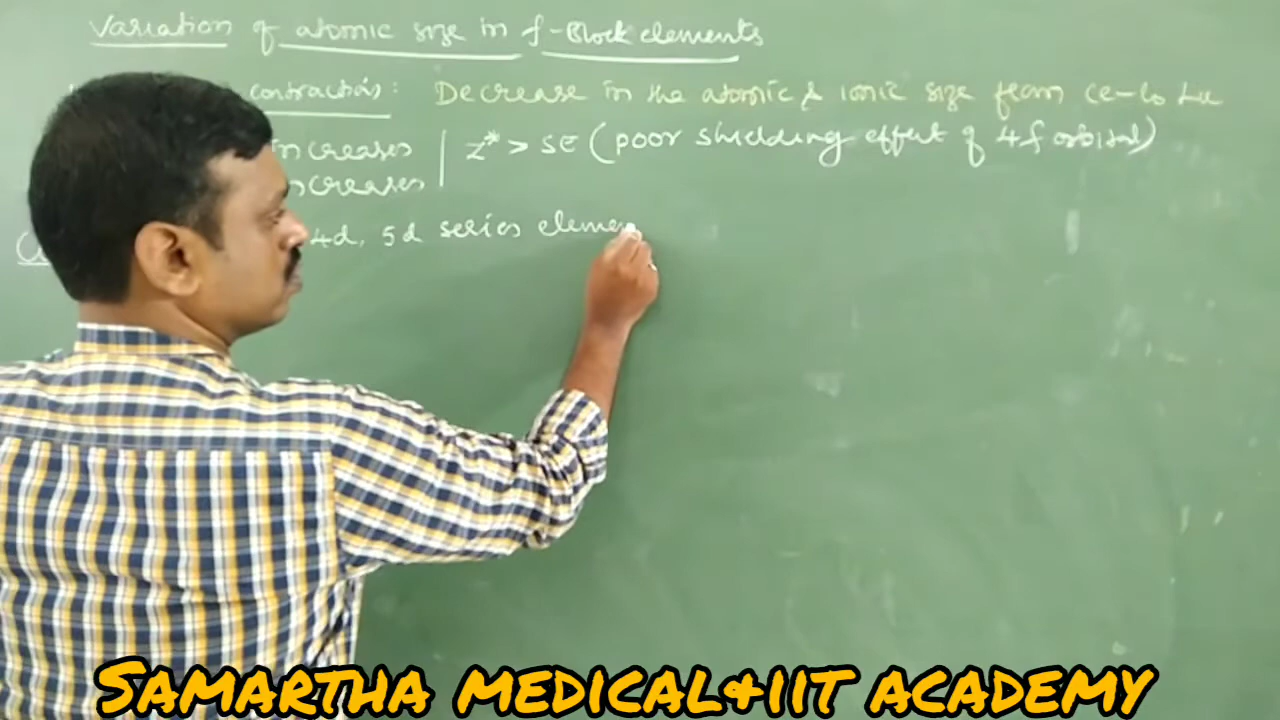 Variation of atomic size in f-Block elements
contraction: Decrease in the atomic & ionic size from ce-to Lu
increases | z* > SE (poor shielding effect of 4f orbital)
increases
4d, 5d series elemen
SAMARTHA MEDICAL&IIT ACADEMY